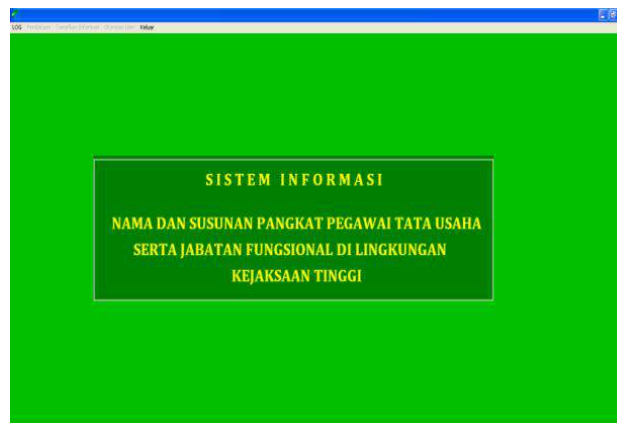 LOG
Keluar
SISTEM INFORMASI
NAMA DAN SUSUNAN PANGKAT PEGAWAI TATA USAHA
SERTA JABATAN FUNGSIONAL DI LINGKUNGAN
KEJAKSAAN TINGGI